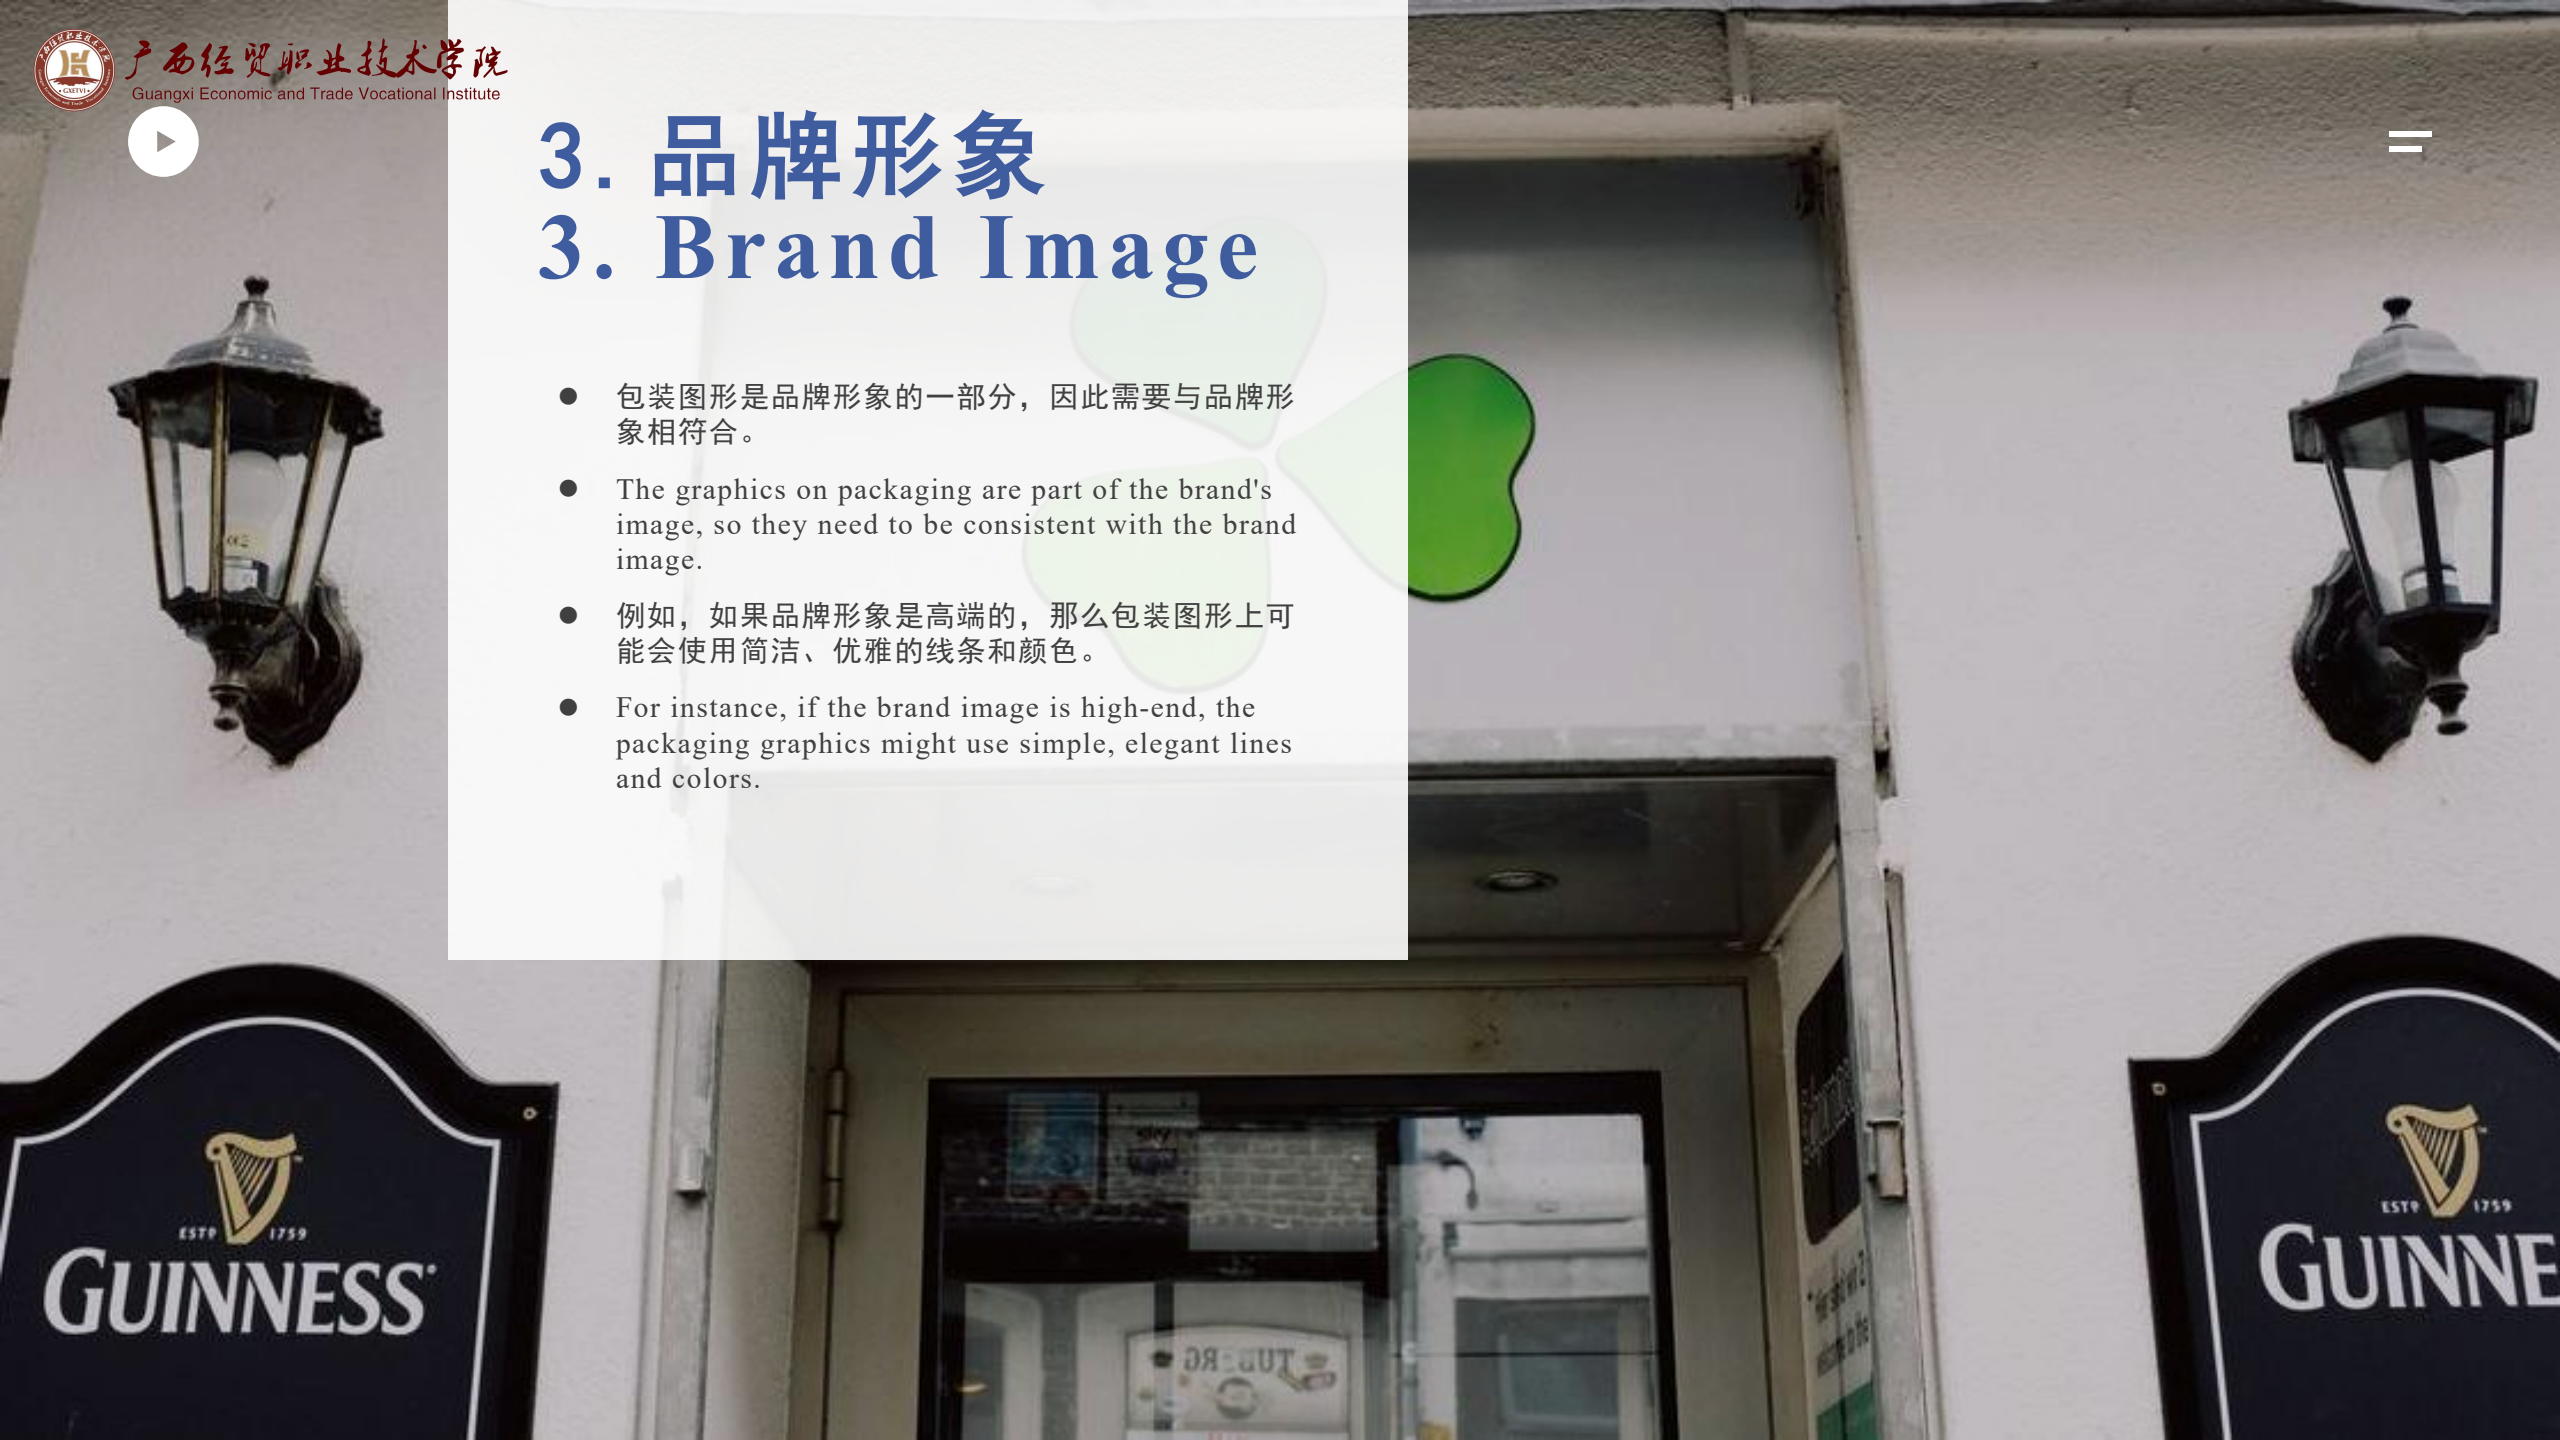 广西经贸职业技术学院
Guangxi Economic and Trade Vocational Institute
GXETVI
3. 品牌形象
3. Brand Image
● 包装图形是品牌形象的一部分，因此需要与品牌形
象相符合。
● The graphics on packaging are part of the brand's
image, so they need to be consistent with the brand
image.
● 例如，如果品牌形象是高端的，那么包装图形上可
能会使用简洁、优雅的线条和颜色。
● For instance, if the brand image is high-end, the
packaging graphics might use simple, elegant lines
and colors.
ESTD 1759
GUINNESS
ESTD 1759
GUINNE
sky